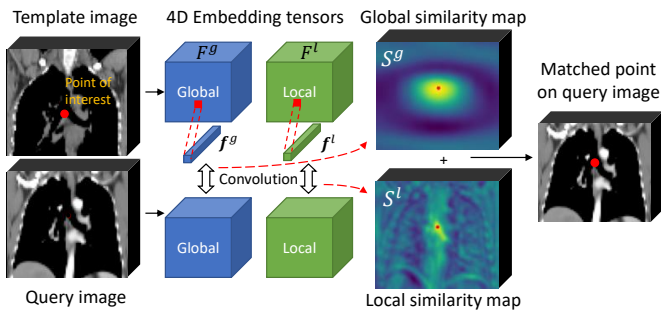 Template image
4D Embedding tensors
Global similarity map
Point of
interest
F^g
F^l
S^g
Global
Local
Matched point
on query image
f^g
f^l
Convolution
+
S^l
Global
Local
Query image
Local similarity map